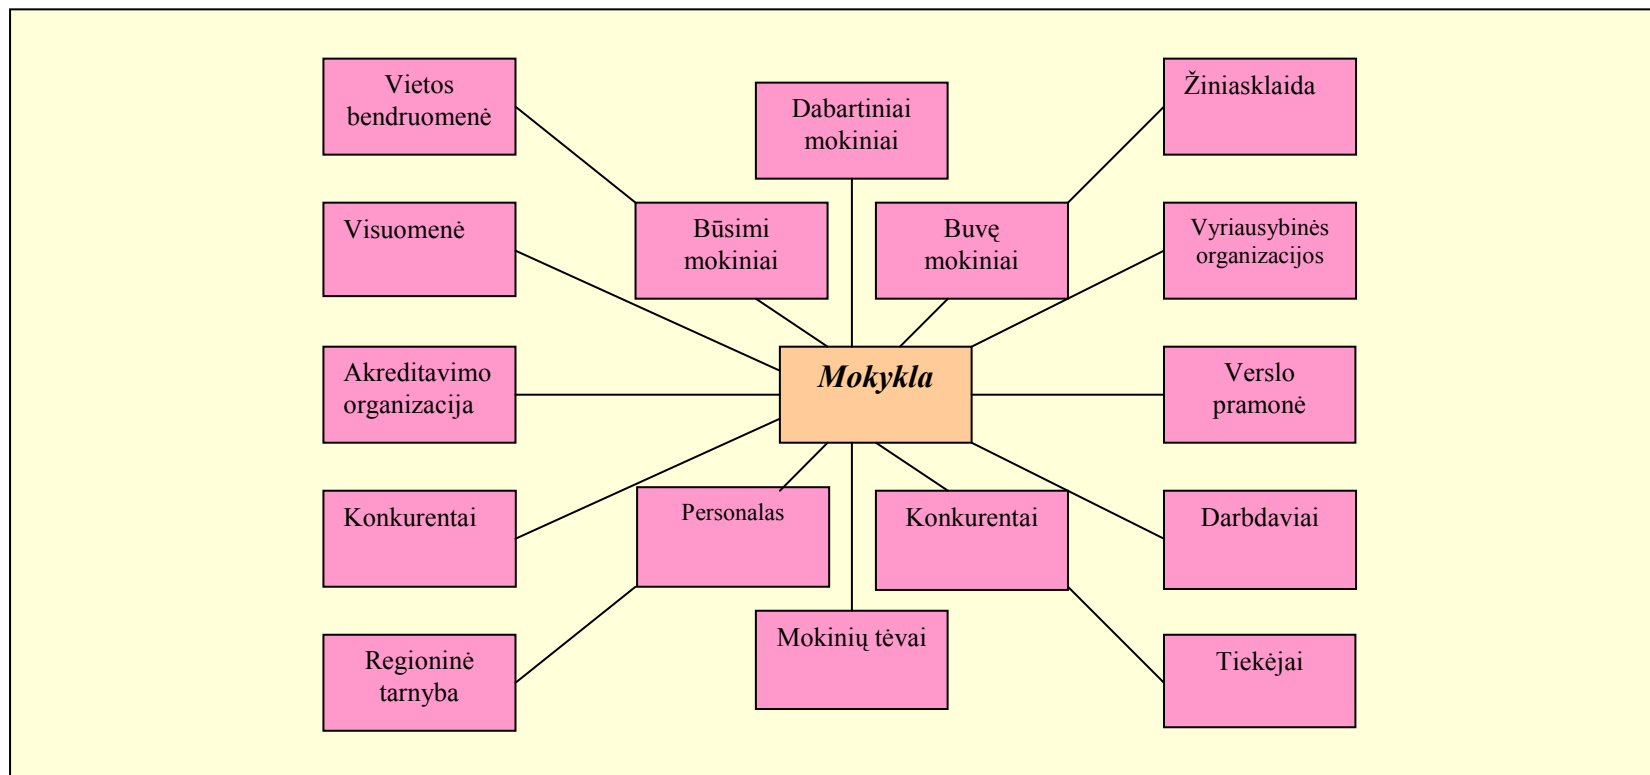 Vietos
bendruomenė
Dabartiniai
mokiniai
Žiniasklaida
Visuomenė
Būsimi
mokiniai
Buvę
mokiniai
Vyriausybinės
organizacijos
Akreditavimo
organizacija
Mokykla
Verslo
pramonė
Konkurentai
Personalas
Konkurentai
Darbdaviai
Regioninė
tarnyba
Mokinių tėvai
Tiekėjai